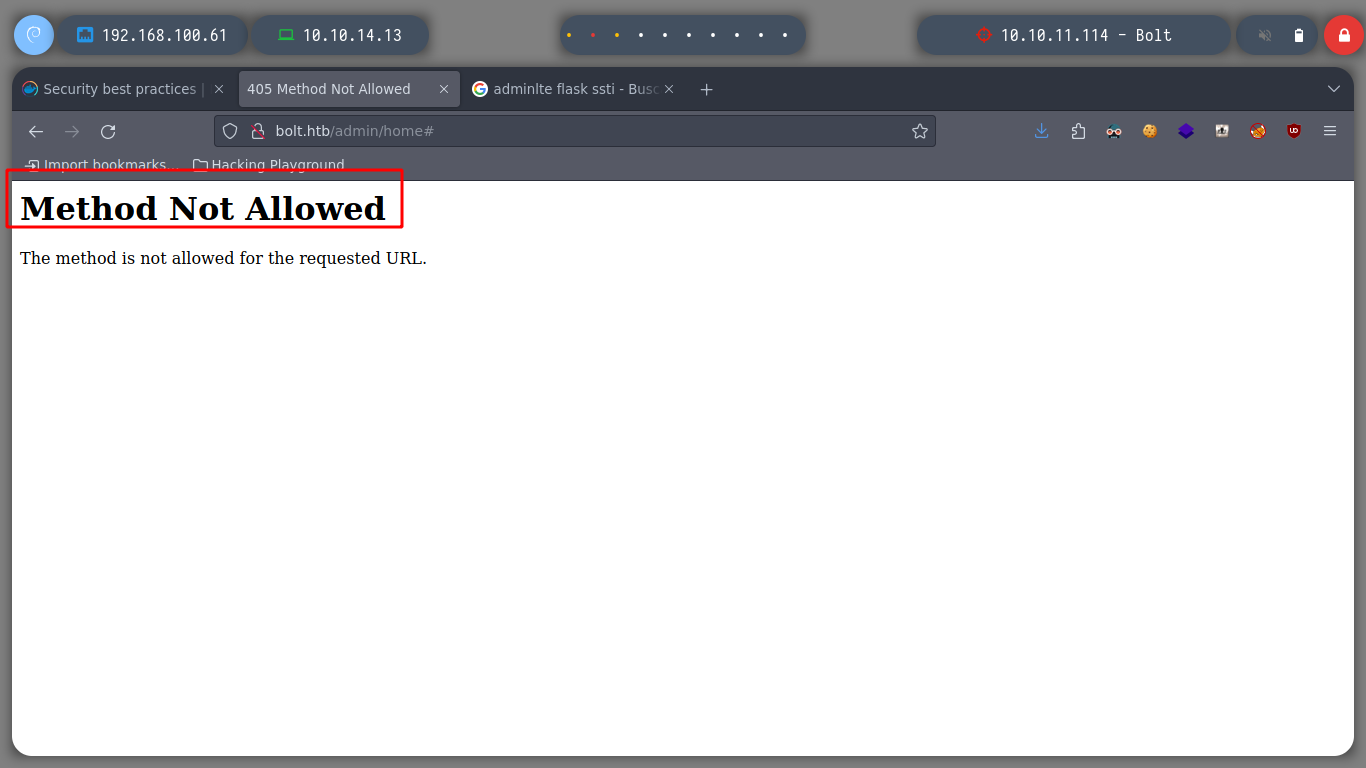 192.168.100.61
10.10.14.13
10.10.11.114 - Bolt
Security best practices |
405 Method Not Allowed
adminlte flask ssti - Busc
bolt.htb/admin/home#
Import bookmarks...
Hacking Playground
Method Not Allowed
The method is not allowed for the requested URL.